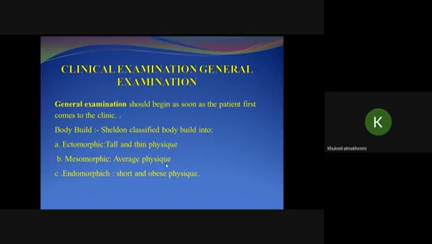 CLINICAL EXAMINATION GENERAL
EXAMINATION
General examination should begin as soon as the patient first
comes to the clinic. .
Body Build :- Sheldon classified body build into:
a. Ectomorphic:Tall and thin physique
b. Mesomorphic: Average physique
c .Endomorphich : short and obese physique.
K
Khulood almakhzomi